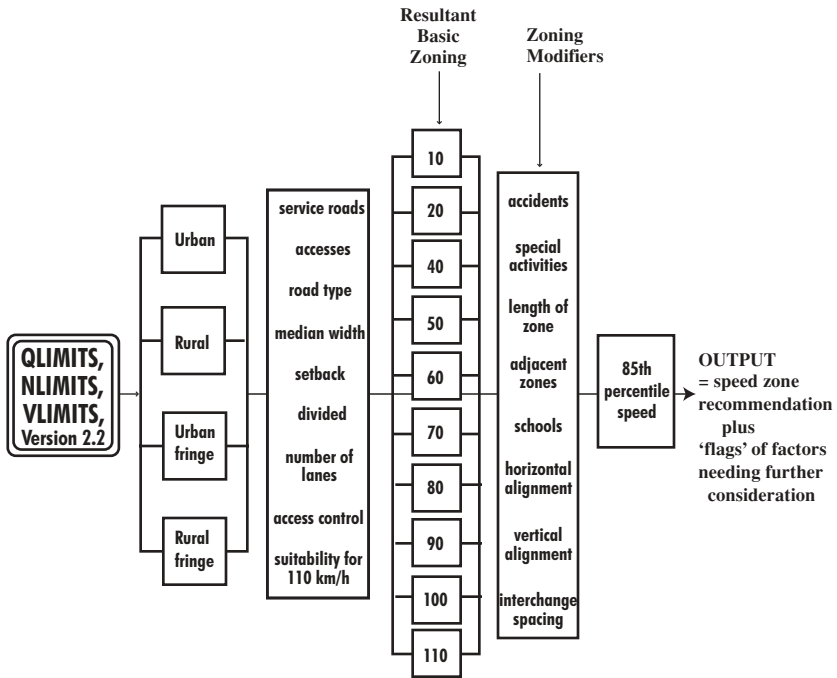 Resultant
Basic
Zoning
Zoning
Modifiers
QLIMITS,
NLIMITS,
VLIMITS,
Version 2.2
Urban
Rural
Urban
fringe
Rural
fringe
service roads
accesses
road type
median width
setback
divided
number of
lanes
access control
suitability for
110 km/h
10
20
40
50
60
70
80
90
100
110
accidents
special
activities
length of
zone
adjacent
zones
schools
horizontal
alignment
vertical
alignment
interchange
spacing
85th
percentile
speed
OUTPUT
= speed zone
recommendation
plus
‘flags’ of factors
needing further
consideration